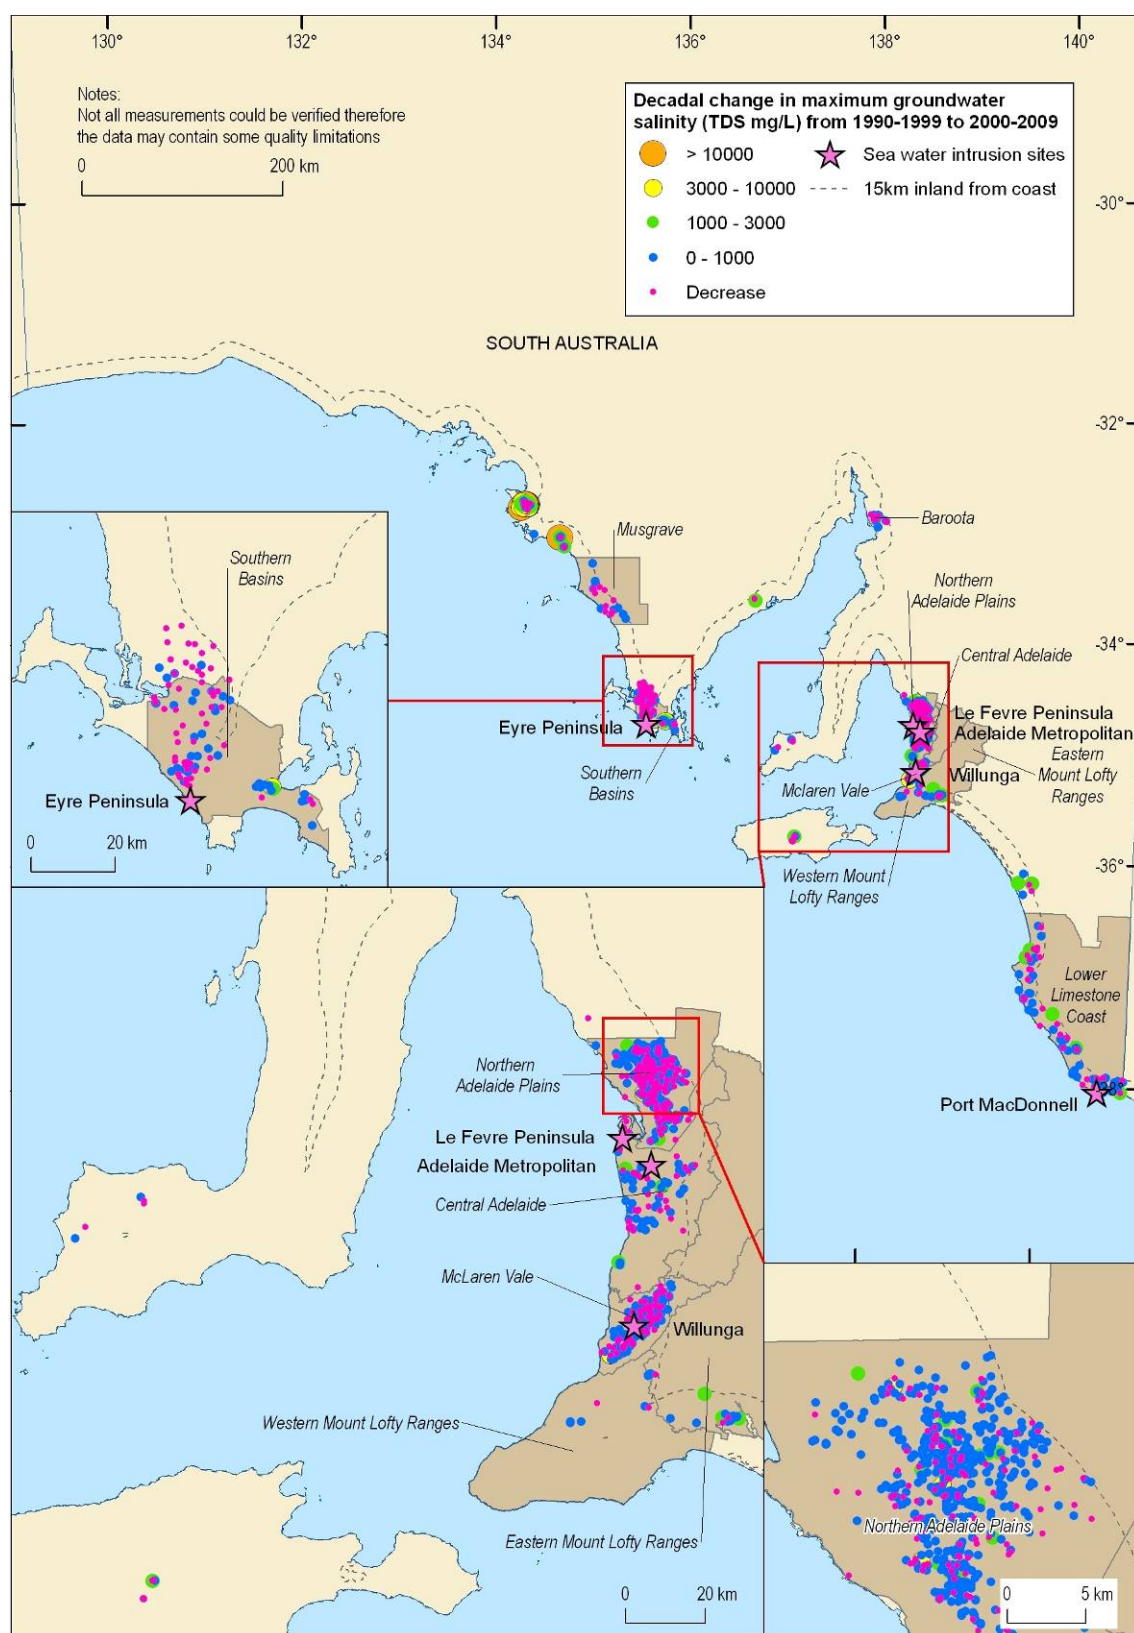 130°
132°
134°
136°
138°
140°
Notes:
Not all measurements could be verified therefore
the data may contain some quality limitations
0 200 km
Decadal change in maximum groundwater
salinity (TDS mg/L) from 1990-1999 to 2000-2009
> 10000
3000 - 10000
1000 - 3000
0 - 1000
Decrease
Sea water intrusion sites
15km inland from coast
-30°
SOUTH AUSTRALIA
-32°
Musgrave
Baroota
Northern
Adelaide Plains
Central Adelaide
-34°
Le Fevre Peninsula
Adelaide Metropolitan
Eastern
Mount Lofty
Ranges
Willunga
Mclaren Vale
Western Mount
Lofty Ranges
Eyre Peninsula
Southern
Basins
-36°
Lower
Limestone
Coast
-38°
Port MacDonnell
Southern
Basins
Eyre Peninsula
0 20 km
Northern
Adelaide Plains
Le Fevre Peninsula
Adelaide Metropolitan
Central Adelaide
McLaren Vale
Willunga
Western Mount Lofty Ranges
Eastern Mount Lofty Ranges
0 20 km
Northern Adelaide Plains
0 5 km